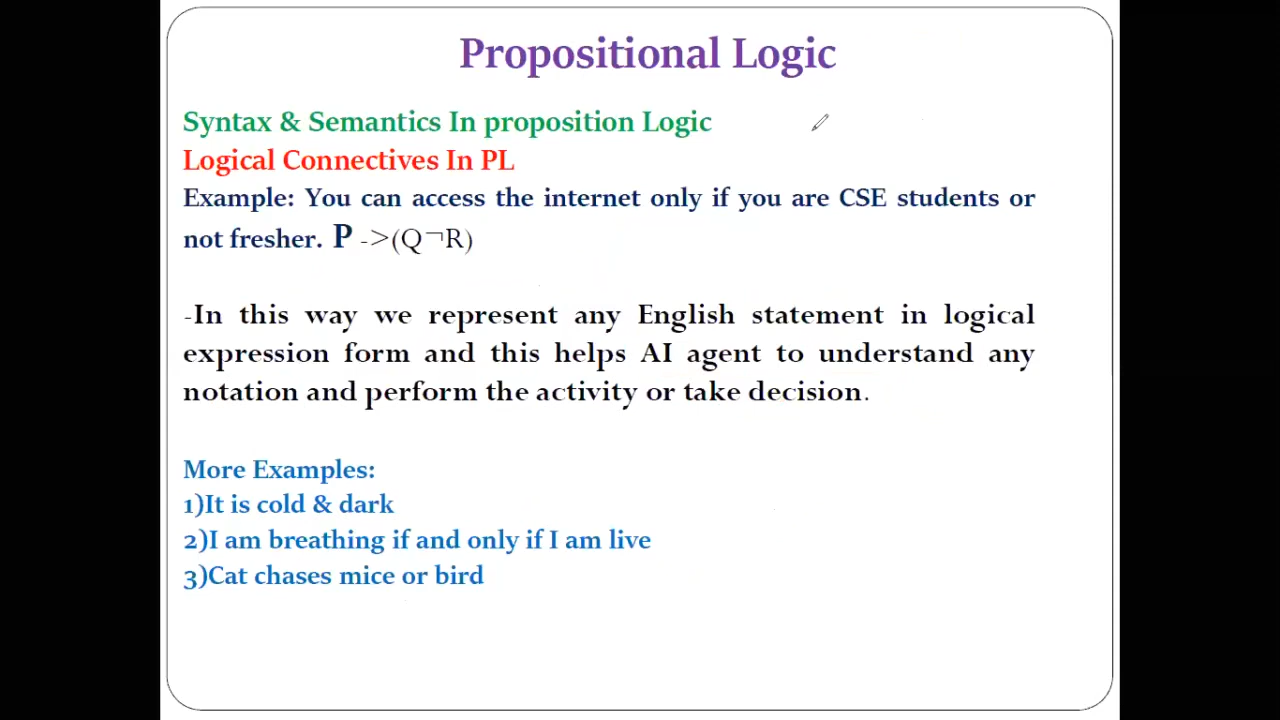 Propositional Logic
Syntax & Semantics In proposition Logic
Logical Connectives In PL
Example: You can access the internet only if you are CSE students or
not fresher. P ->(Q¬R)
-In this way we represent any English statement in logical
expression form and this helps AI agent to understand any
notation and perform the activity or take decision.
More Examples:
1)It is cold & dark
2)I am breathing if and only if I am live
3)Cat chases mice or bird